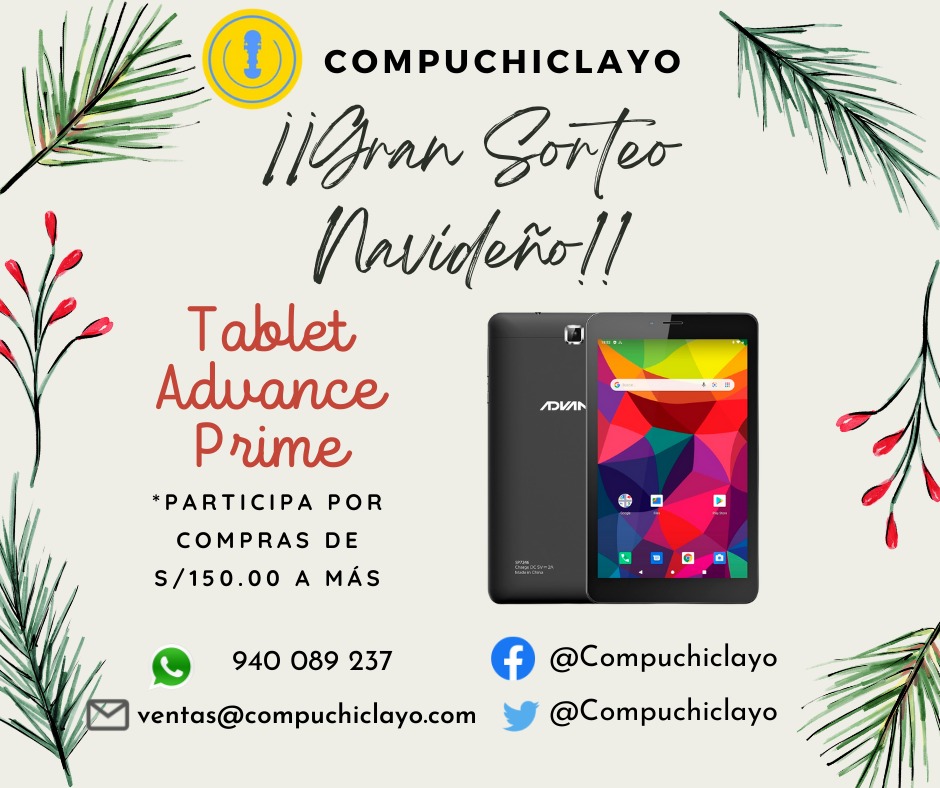 COMPUCHICLAYO
¡¡Gran Sorteo
Navideño!!
Tablet
Advance
Prime
*PARTICIPA POR
COMPRAS DE
S/150.00 A MÁS
ADVAN
940 089 237
@Compuchiclayo
ventas@compuchiclayo.com
@Compuchiclayo